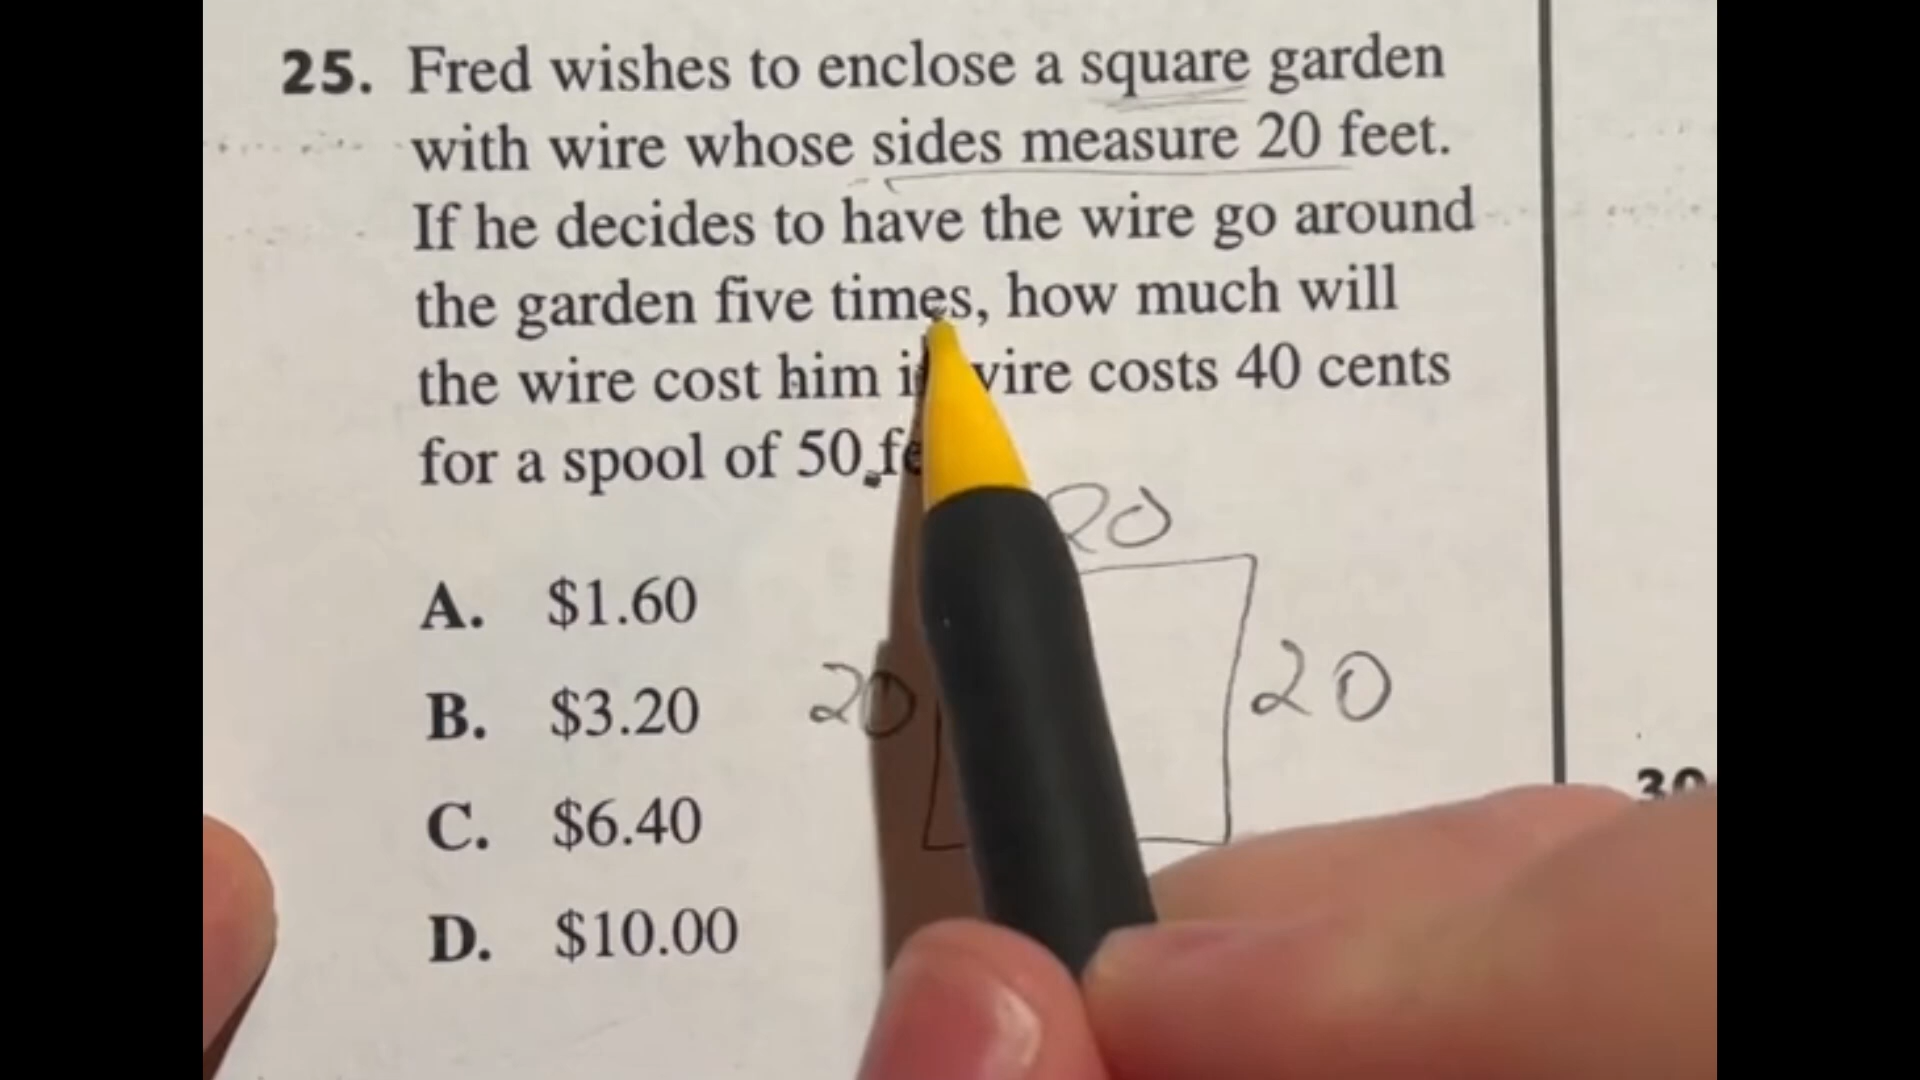 25. Fred wishes to enclose a square garden
with wire whose sides measure 20 feet.
If he decides to have the wire go around
the garden five times, how much will
the wire cost him wire costs 40 cents
for a spool of 50
20
A. $1.60
B. $3.20
20
20
C. $6.40
30
D. $10.00